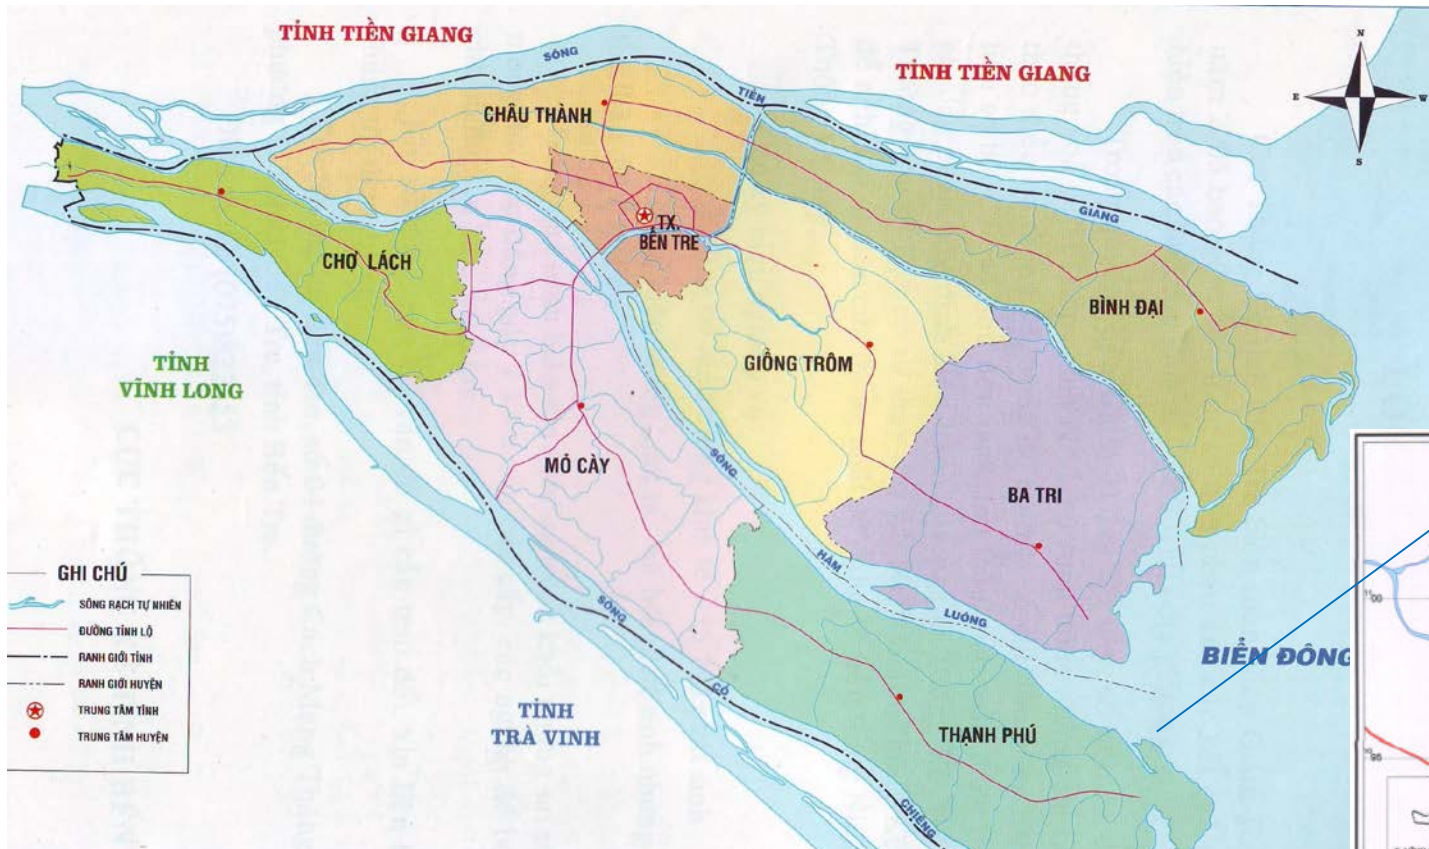 TỈNH TIỀN GIANG
TỈNH TIỀN GIANG
N
E
W
S
SÔNG
TIỀN
GIANG
CHÂU THÀNH
TX.
BẾN TRE
CHỢ LÁCH
BÌNH ĐẠI
GIỒNG TRÔM
TỈNH
VĨNH LONG
MỎ CÀY
BA TRI
SÔNG
HÀM
LUÔNG
BIỂN ĐÔNG
SÔNG
CỔ
CHIÊNG
TỈNH
TRÀ VINH
THẠNH PHÚ
GHI CHÚ
SÔNG RẠCH TỰ NHIÊN
ĐƯỜNG TỈNH LỘ
RANH GIỚI TỈNH
RANH GIỚI HUYỆN
TRUNG TÂM TỈNH
TRUNG TÂM HUYỆN
00
95